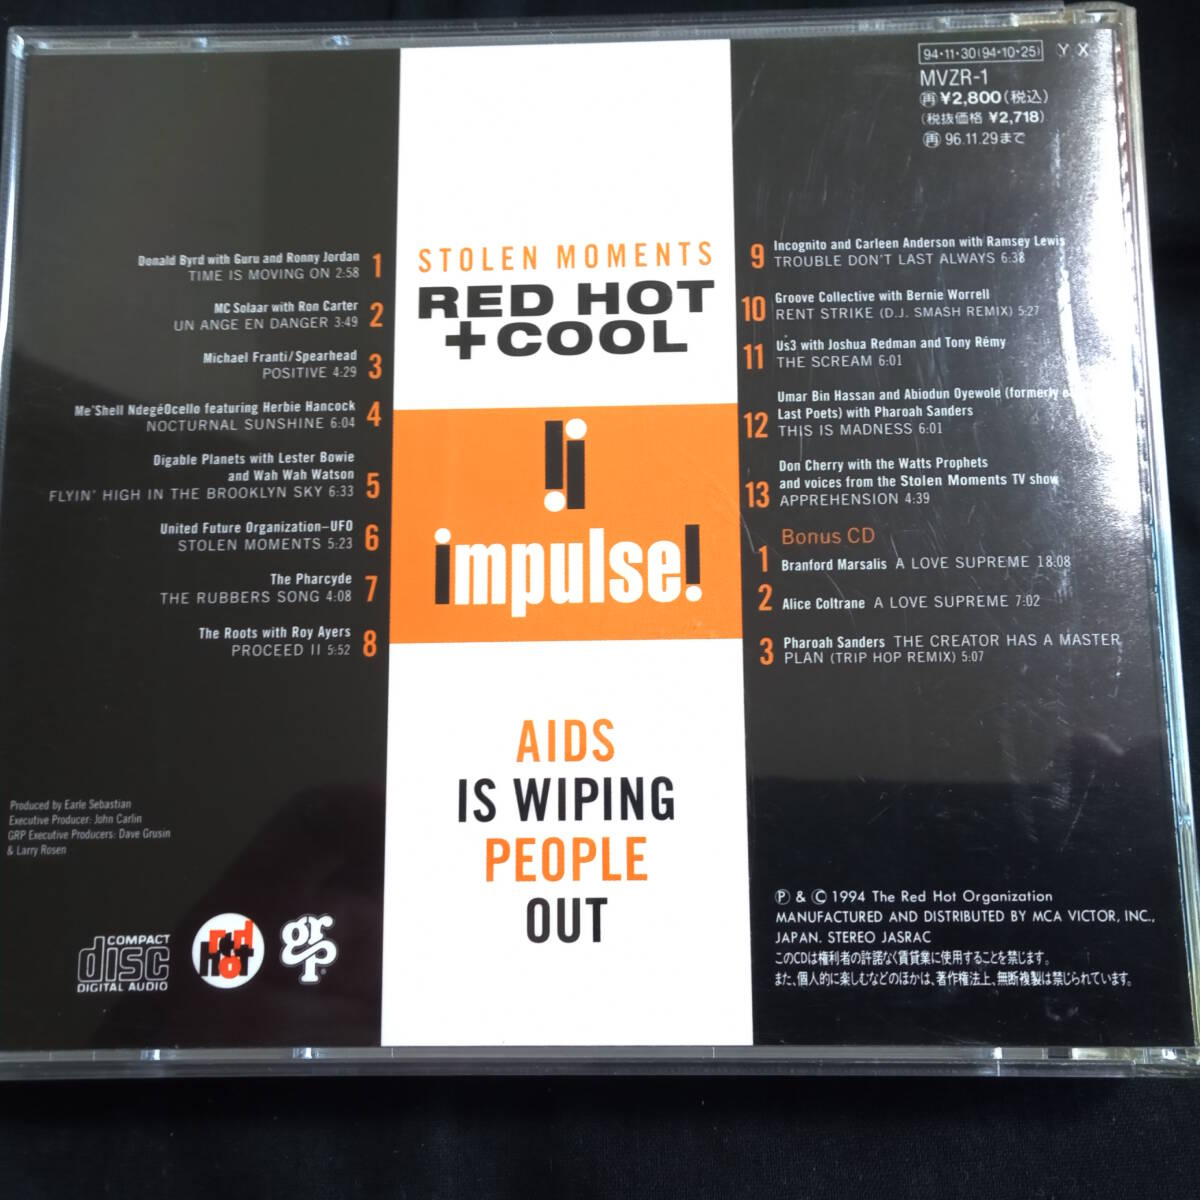 94・11・30(94・10・25) Y X
MVZR-1
再 ¥2,800(税込)
(税抜価格 ¥2,718)
再 96.11.29まで
Donald Byrd with Guru and Ronny Jordan
TIME IS MOVING ON 2:58 1
MC Solaar with Ron Carter
UN ANGE EN DANGER 3:49 2
Michael Franti/Spearhead
POSITIVE 4:29 3
Me'Shell NdegéOcello featuring Herbie Hancock
NOCTURNAL SUNSHINE 6:04 4
Digable Planets with Lester Bowie
and Wah Wah Watson
FLYIN' HIGH IN THE BROOKLYN SKY 6:33 5
United Future Organization–UFO
STOLEN MOMENTS 5:23 6
The Pharcyde
THE RUBBERS SONG 4:08 7
The Roots with Roy Ayers
PROCEED II 5:52 8
Produced by Earle Sebastian
Executive Producer: John Carlin
GRP Executive Producers: Dave Grusin
& Larry Rosen
COMPACT
disc
DIGITAL AUDIO
red
hot
grp
STOLEN MOMENTS
RED HOT
+COOL
impulse!
AIDS
IS WIPING
PEOPLE
OUT
9 Incognito and Carleen Anderson with Ramsey Lewis
TROUBLE DON'T LAST ALWAYS 6:38
10 Groove Collective with Bernie Worrell
RENT STRIKE (D.J. SMASH REMIX) 5:27
11 Us3 with Joshua Redman and Tony Rémy
THE SCREAM 6:01
Umar Bin Hassan and Abiodun Oyewole (formerly
Last Poets) with Pharoah Sanders
12 THIS IS MADNESS 6:01
Don Cherry with the Watts Prophets
and voices from the Stolen Moments TV show
13 APPREHENSION 4:39
Bonus CD
1 Branford Marsalis A LOVE SUPREME 18:08
2 Alice Coltrane A LOVE SUPREME 7:02
3 Pharoah Sanders THE CREATOR HAS A MASTER
PLAN (TRIP HOP REMIX) 5:07
Ⓟ & © 1994 The Red Hot Organization
MANUFACTURED AND DISTRIBUTED BY MCA VICTOR, INC.,
JAPAN. STEREO JASRAC
このCDは権利者の許諾なく賃貸業に使用することを禁じます。
また、個人的に楽しむなどのほかは、著作権法上、無断複製は禁じられています。